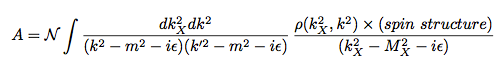 A = 𝒩 ∫ dk_X^2 dk^2 / (k^2 − m^2 − iϵ)(k′^2 − m^2 − iϵ) ρ(k_X^2, k^2) × (spin structure) / (k_X^2 − M_X^2 − iϵ)